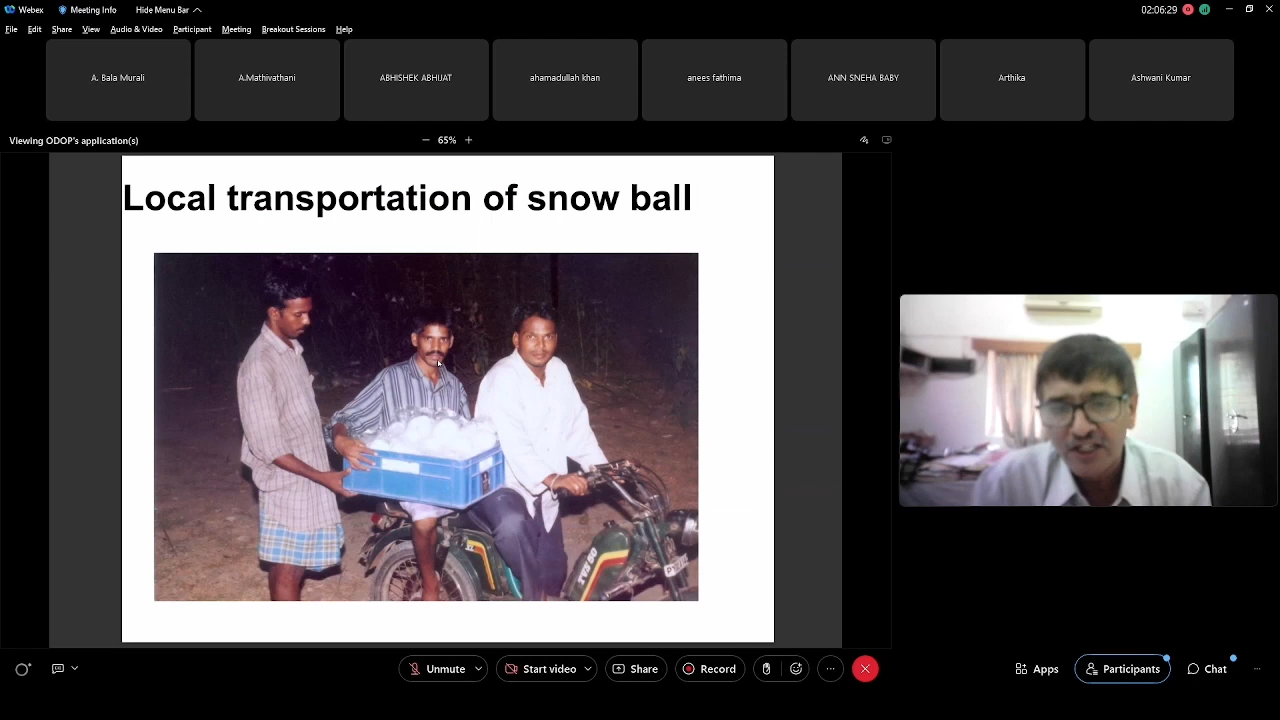 Webex Meeting Info Hide Menu Bar 02:06:29
File Edit Share View Audio & Video Participant Meeting Breakout Sessions Help
A. Bala Murali A.Mathivathani ABHISHEK ABHIJAT ahamadullah khan anees fathima ANN SNEHA BABY Arthika Ashwani Kumar
Viewing ODOP's application(s) 65%
Local transportation of snow ball
TVS 50
Unmute Start video Share Record Apps Participants Chat